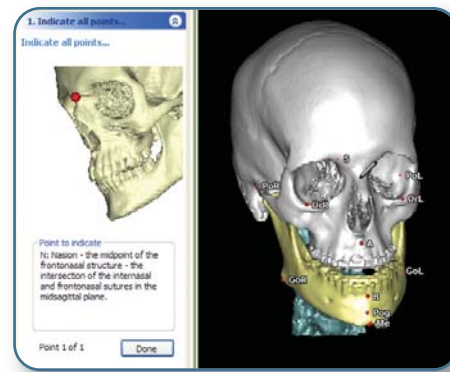 1. Indicate all points...
Indicate all points...
Point to indicate
N: Nasion - the midpoint of the
frontonasal structure - the
intersection of the internasal
and frontonasal sutures in the
midsagittal plane.
Point 1 of 1
Done
S
PoR
PoL
OrR
OrL
A
GoR
GoL
B
Pog
Me